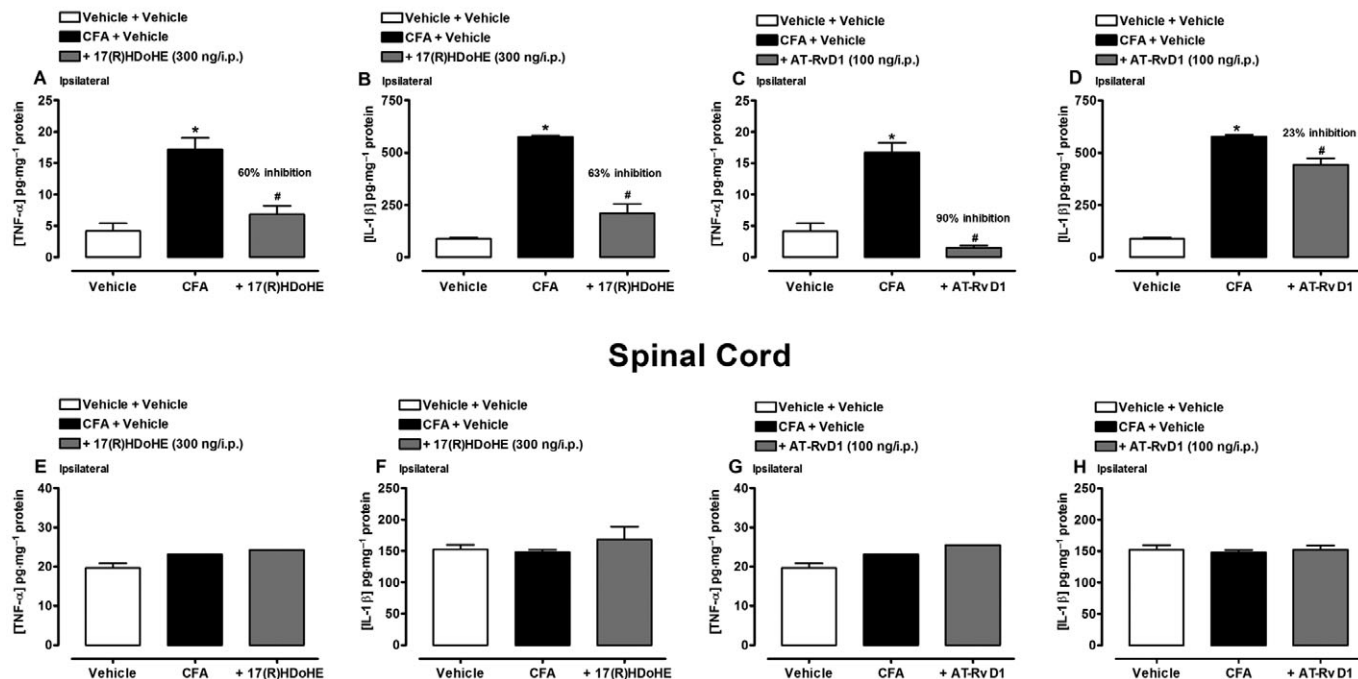 Vehicle + Vehicle
CFA + Vehicle
+ 17(R)HDoHE (300 ng/i.p.)
A Ipsilateral
[TNF-α] pg·mg⁻¹ protein
25
20
15
10
5
0
*
60% inhibition
#
Vehicle CFA + 17(R)HDoHE
Vehicle + Vehicle
CFA + Vehicle
+ 17(R)HDoHE (300 ng/i.p.)
B Ipsilateral
[IL-1 β] pg·mg⁻¹ protein
750
500
250
0
*
63% inhibition
#
Vehicle CFA + 17(R)HDoHE
Vehicle + Vehicle
CFA + Vehicle
+ AT-RvD1 (100 ng/i.p.)
C Ipsilateral
[TNF-α] pg·mg⁻¹ protein
25
20
15
10
5
0
*
90% inhibition
#
Vehicle CFA + AT-RvD1
Vehicle + Vehicle
CFA + Vehicle
+ AT-RvD1 (100 ng/i.p.)
D Ipsilateral
[IL-1 β] pg·mg⁻¹ protein
750
500
250
0
*
23% inhibition
#
Vehicle CFA + AT-RvD1
Spinal Cord
Vehicle + Vehicle
CFA + Vehicle
+ 17(R)HDoHE (300 ng/i.p.)
E Ipsilateral
[TNF-α] pg·mg⁻¹ protein
40
30
20
10
0
Vehicle CFA + 17(R)HDoHE
Vehicle + Vehicle
CFA + Vehicle
+ 17(R)HDoHE (300 ng/i.p.)
F Ipsilateral
[IL-1 β] pg·mg⁻¹ protein
250
200
150
100
50
0
Vehicle CFA + 17(R)HDoHE
Vehicle + Vehicle
CFA + Vehicle
+ AT-RvD1 (100 ng/i.p.)
G Ipsilateral
[TNF-α] pg·mg⁻¹ protein
40
30
20
10
0
Vehicle CFA + AT-RvD1
Vehicle + Vehicle
CFA + Vehicle
+ AT-RvD1 (100 ng/i.p.)
H Ipsilateral
[IL-1 β] pg·mg⁻¹ protein
250
200
150
100
50
0
Vehicle CFA + AT-RvD1